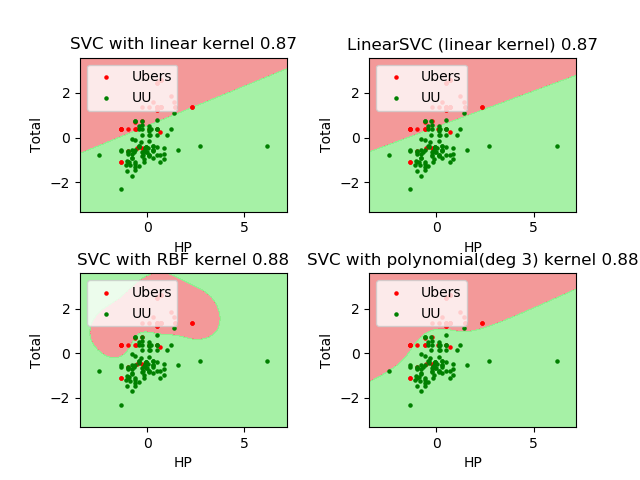 SVC with linear kernel 0.87
LinearSVC (linear kernel) 0.87
Ubers
UU
Ubers
UU
Total
2
0
−2
Total
2
0
−2
0 5
0 5
HP
HP
SVC with RBF kernel 0.88
SVC with polynomial(deg 3) kernel 0.88
Ubers
UU
Ubers
UU
Total
2
0
−2
Total
2
0
−2
0 5
0 5
HP
HP